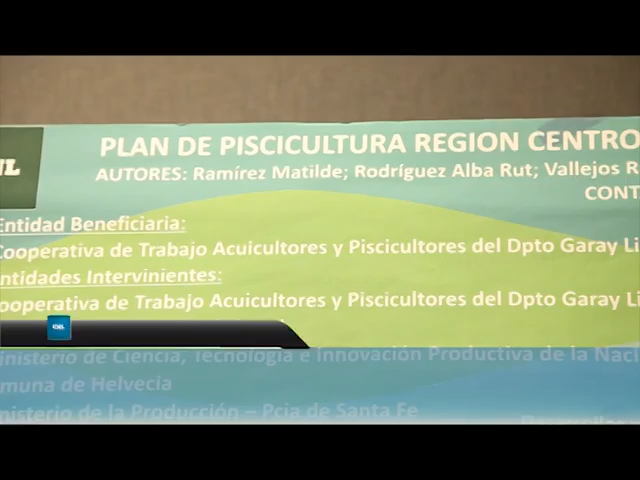 PLAN DE PISCICULTURA REGION CENTRO
AUTORES: Ramírez Matilde; Rodríguez Alba Rut; Vallejos R
CONT
Entidad Beneficiaria:
Cooperativa de Trabajo Acuicultores y Piscicultores del Dpto Garay Li
ntidades Intervinientes:
ooperativa de Trabajo Acuicultores y Piscicultores del Dpto Garay Li
inisterio de Ciencia, Tecnología e Innovación Productiva de la Naci
muna de Helvecia
inisterio de la Producción – Pcia de Santa Fe